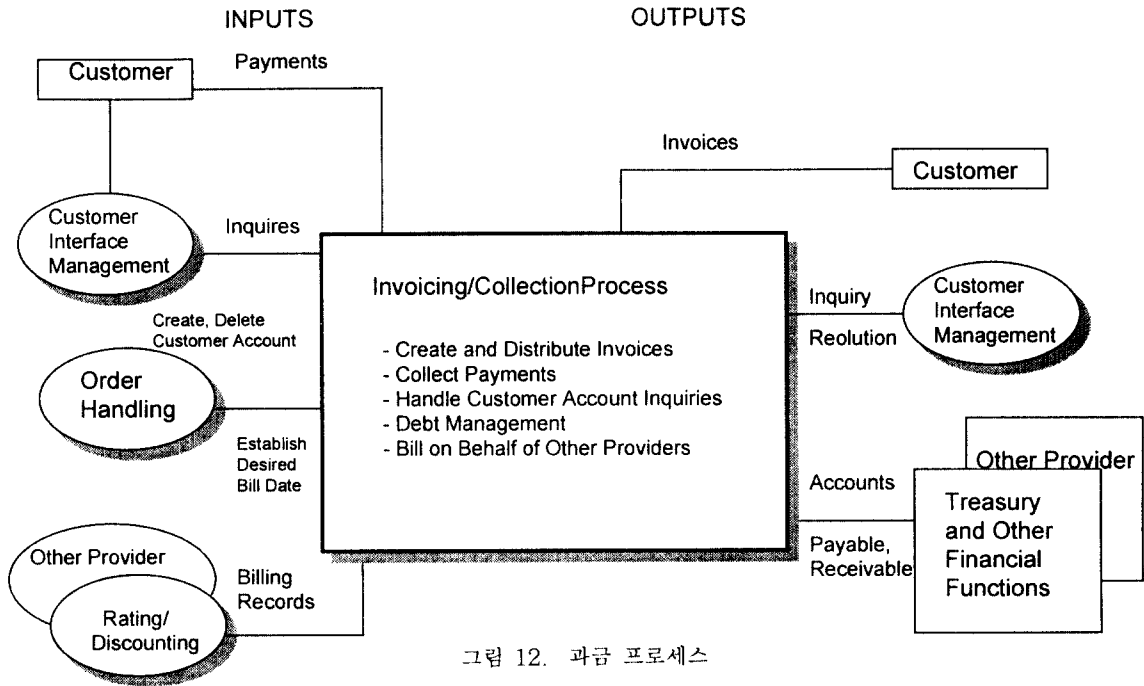 INPUTS
OUTPUTS
Customer
Payments
Invoices
Customer
Customer
Interface
Management
Inquires
Create, Delete
Customer Account
Order
Handling
Establish
Desired
Bill Date
Other Provider
Rating/
Discounting
Billing
Records
Invoicing/CollectionProcess
- Create and Distribute Invoices
- Collect Payments
- Handle Customer Account Inquiries
- Debt Management
- Bill on Behalf of Other Providers
Inquiry
Reolution
Customer
Interface
Management
Accounts
Payable,
Receivable
Other Provider
Treasury
and Other
Financial
Functions
그림 12. 과금 프로세스